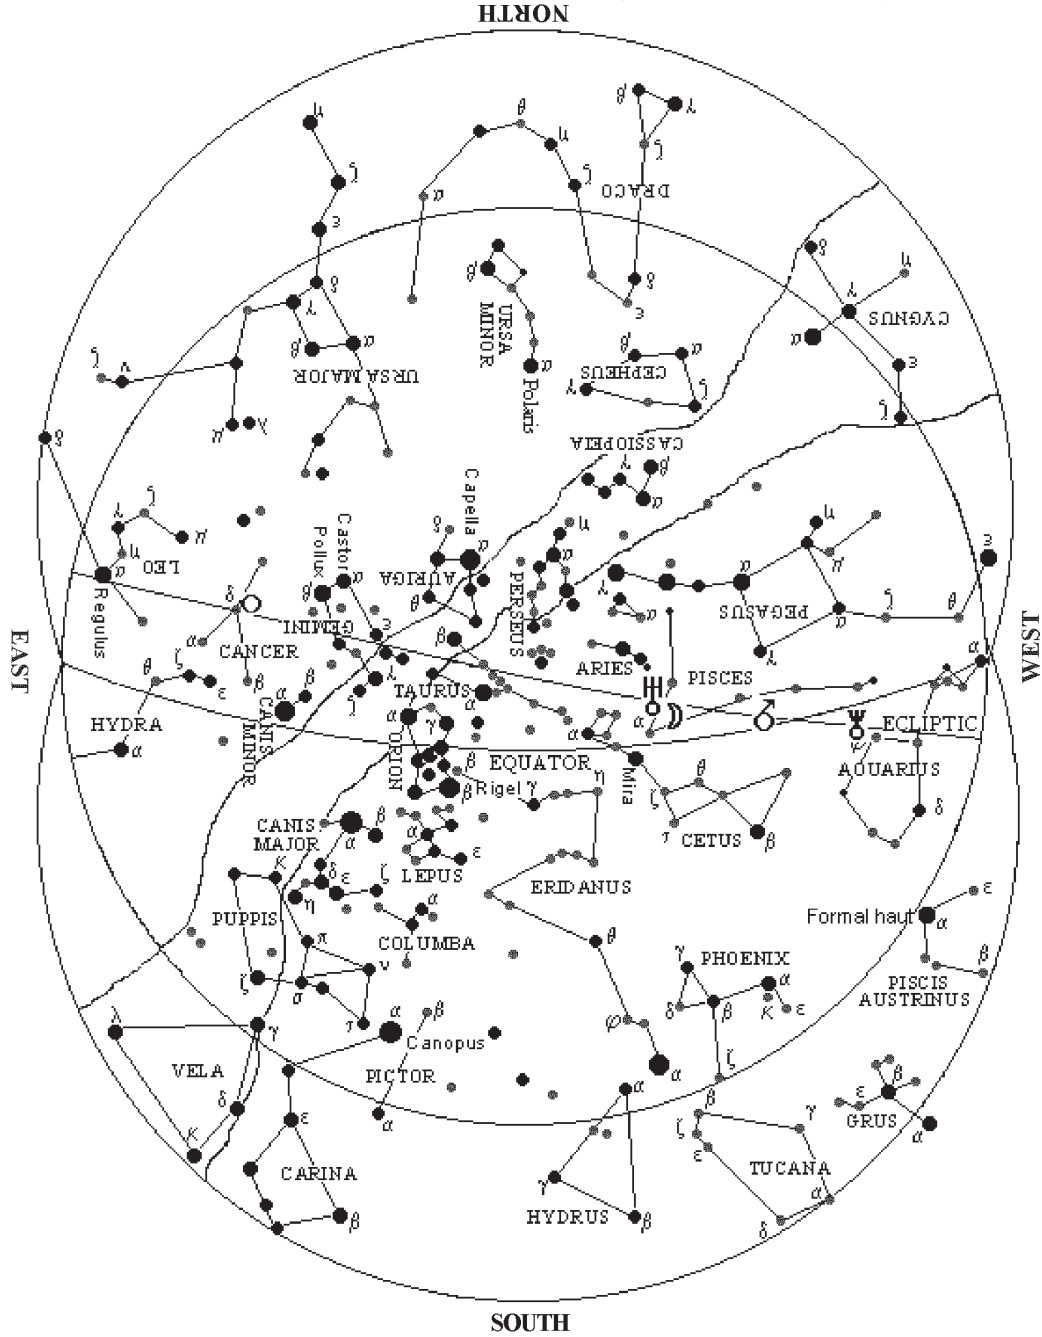 NORTH
μ
θ
β
γ
μ
ζ
ζ
ζ
α
DRACO
ε
δ
μ
δ
β
URSA
MINOR
δ
γ
ε
γ
CYGNUS
α
β
α
URSA MAJOR
α
Polaris
β
α
CEPHEUS
γ
ζ
ε
ζ
ν
ζ
μ
λ
δ
CASSIOPEIA
γ
β
α
Capella
δ
α
AURIGA
θ
γ
ζ
μ
μ
LEO
α
Regulus
Castor
Pollux
α
β
GEMINI
ε
μ
α
PERSEUS
γ
α
α
μ
μ
PEGASUS
α
ζ
θ
ε
γ
EAST
WEST
δ
α
CANCER
β
θ
ζ
ε
HYDRA
α
α
β
CANIS
MINOR
γ
ζ
β
TAURUS
α
ARIES
PISCES
α
α
ECLIPTIC
α
γ
ORION
β
β
EQUATOR
Rigel
γ
η
Mira
ζ
θ
τ
CETUS
β
AQUARIUS
δ
CANIS
MAJOR
β
α
δ
ε
ζ
η
α
ε
LEPUS
ERIDANUS
κ
PUPPIS
π
ζ
σ
ν
τ
α
COLUMBA
θ
φ
α
γ
PHOENIX
α
δ
β
κ
ε
ζ
ε
Formal haut
α
β
PISCIS
AUSTRINUS
λ
γ
VELA
δ
κ
α
β
Canopus
PICTOR
α
ε
CARINA
β
α
γ
HYDRUS
β
β
ζ
ε
γ
TUCANA
α
δ
β
ε
GRUS
α
SOUTH